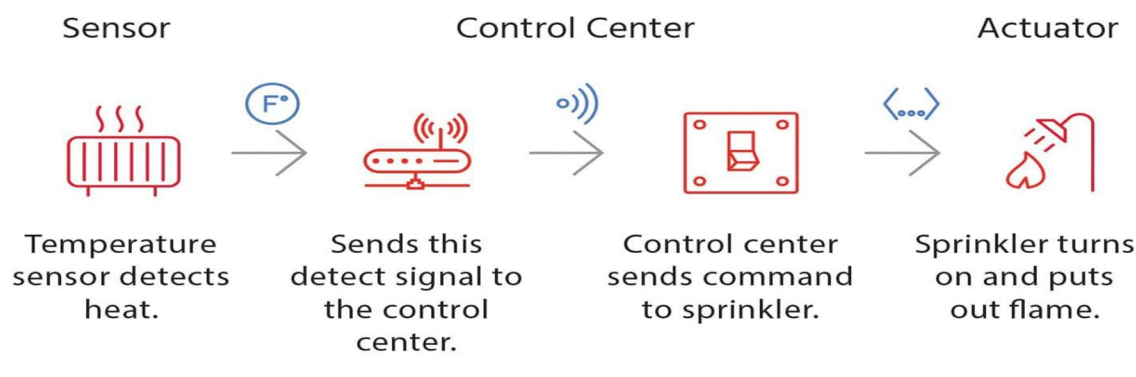 Sensor
Control Center
Actuator
F°
Temperature
sensor detects
heat.
Sends this
detect signal to
the control
center.
Control center
sends command
to sprinkler.
Sprinkler turns
on and puts
out flame.